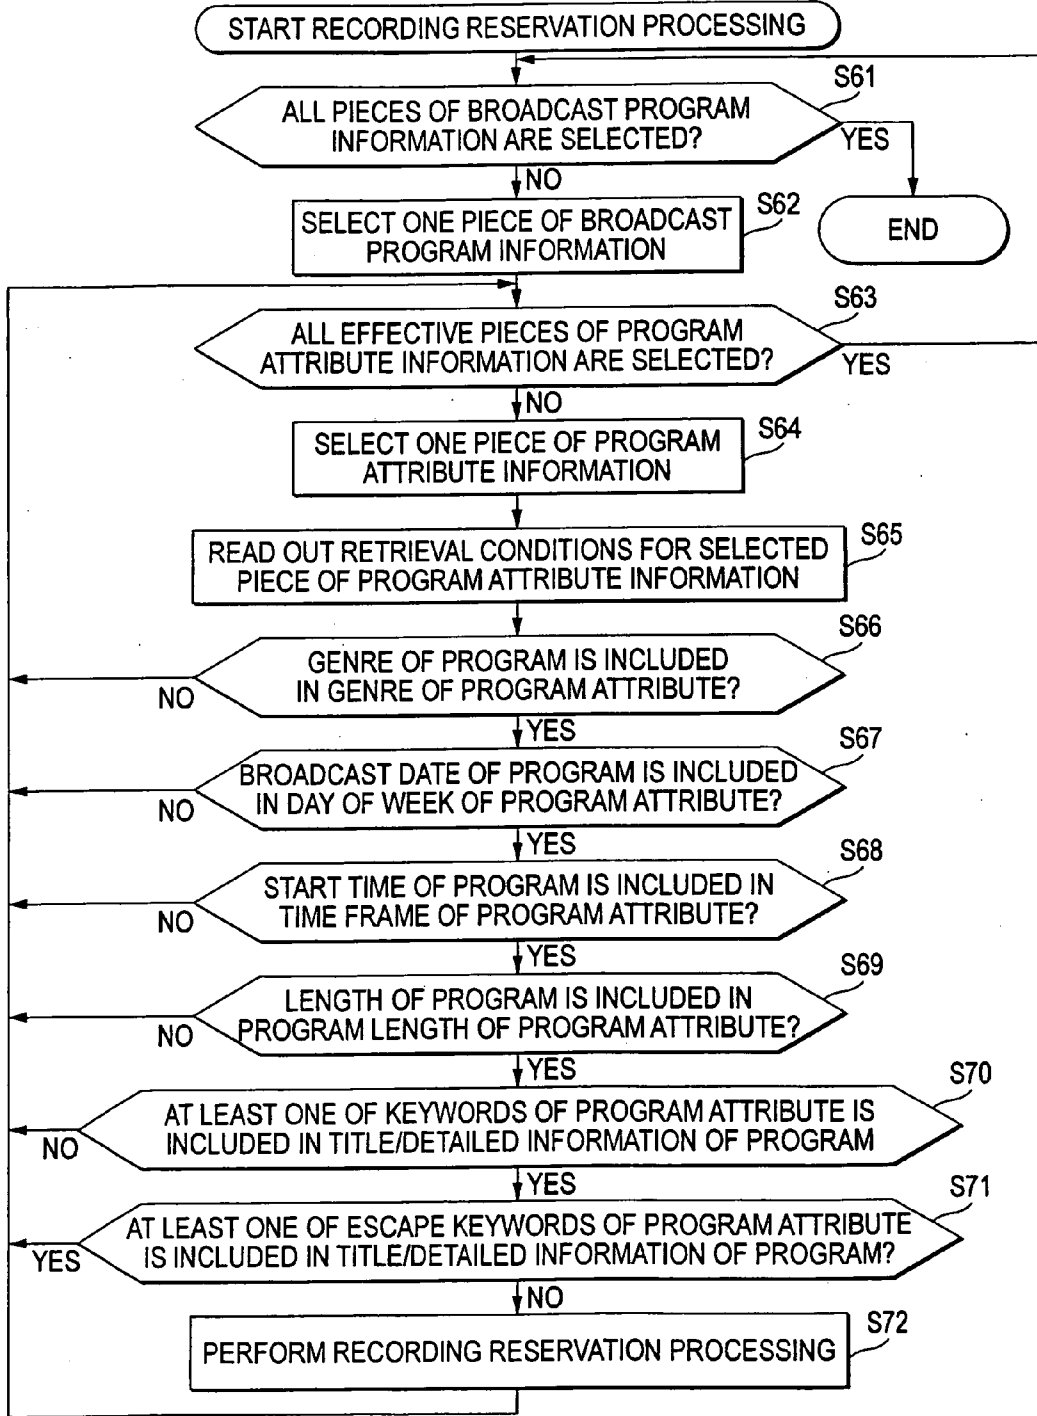 START RECORDING RESERVATION PROCESSING
S61
ALL PIECES OF BROADCAST PROGRAM
INFORMATION ARE SELECTED?
YES
NO
S62
SELECT ONE PIECE OF BROADCAST
PROGRAM INFORMATION
END
S63
ALL EFFECTIVE PIECES OF PROGRAM
ATTRIBUTE INFORMATION ARE SELECTED?
YES
NO
S64
SELECT ONE PIECE OF PROGRAM
ATTRIBUTE INFORMATION
S65
READ OUT RETRIEVAL CONDITIONS FOR SELECTED
PIECE OF PROGRAM ATTRIBUTE INFORMATION
S66
GENRE OF PROGRAM IS INCLUDED
IN GENRE OF PROGRAM ATTRIBUTE?
NO
YES
S67
BROADCAST DATE OF PROGRAM IS INCLUDED
IN DAY OF WEEK OF PROGRAM ATTRIBUTE?
NO
YES
S68
START TIME OF PROGRAM IS INCLUDED IN
TIME FRAME OF PROGRAM ATTRIBUTE?
NO
YES
S69
LENGTH OF PROGRAM IS INCLUDED IN
PROGRAM LENGTH OF PROGRAM ATTRIBUTE?
NO
YES
S70
AT LEAST ONE OF KEYWORDS OF PROGRAM ATTRIBUTE IS
INCLUDED IN TITLE/DETAILED INFORMATION OF PROGRAM
NO
YES
S71
AT LEAST ONE OF ESCAPE KEYWORDS OF PROGRAM ATTRIBUTE
IS INCLUDED IN TITLE/DETAILED INFORMATION OF PROGRAM?
YES
NO
S72
PERFORM RECORDING RESERVATION PROCESSING